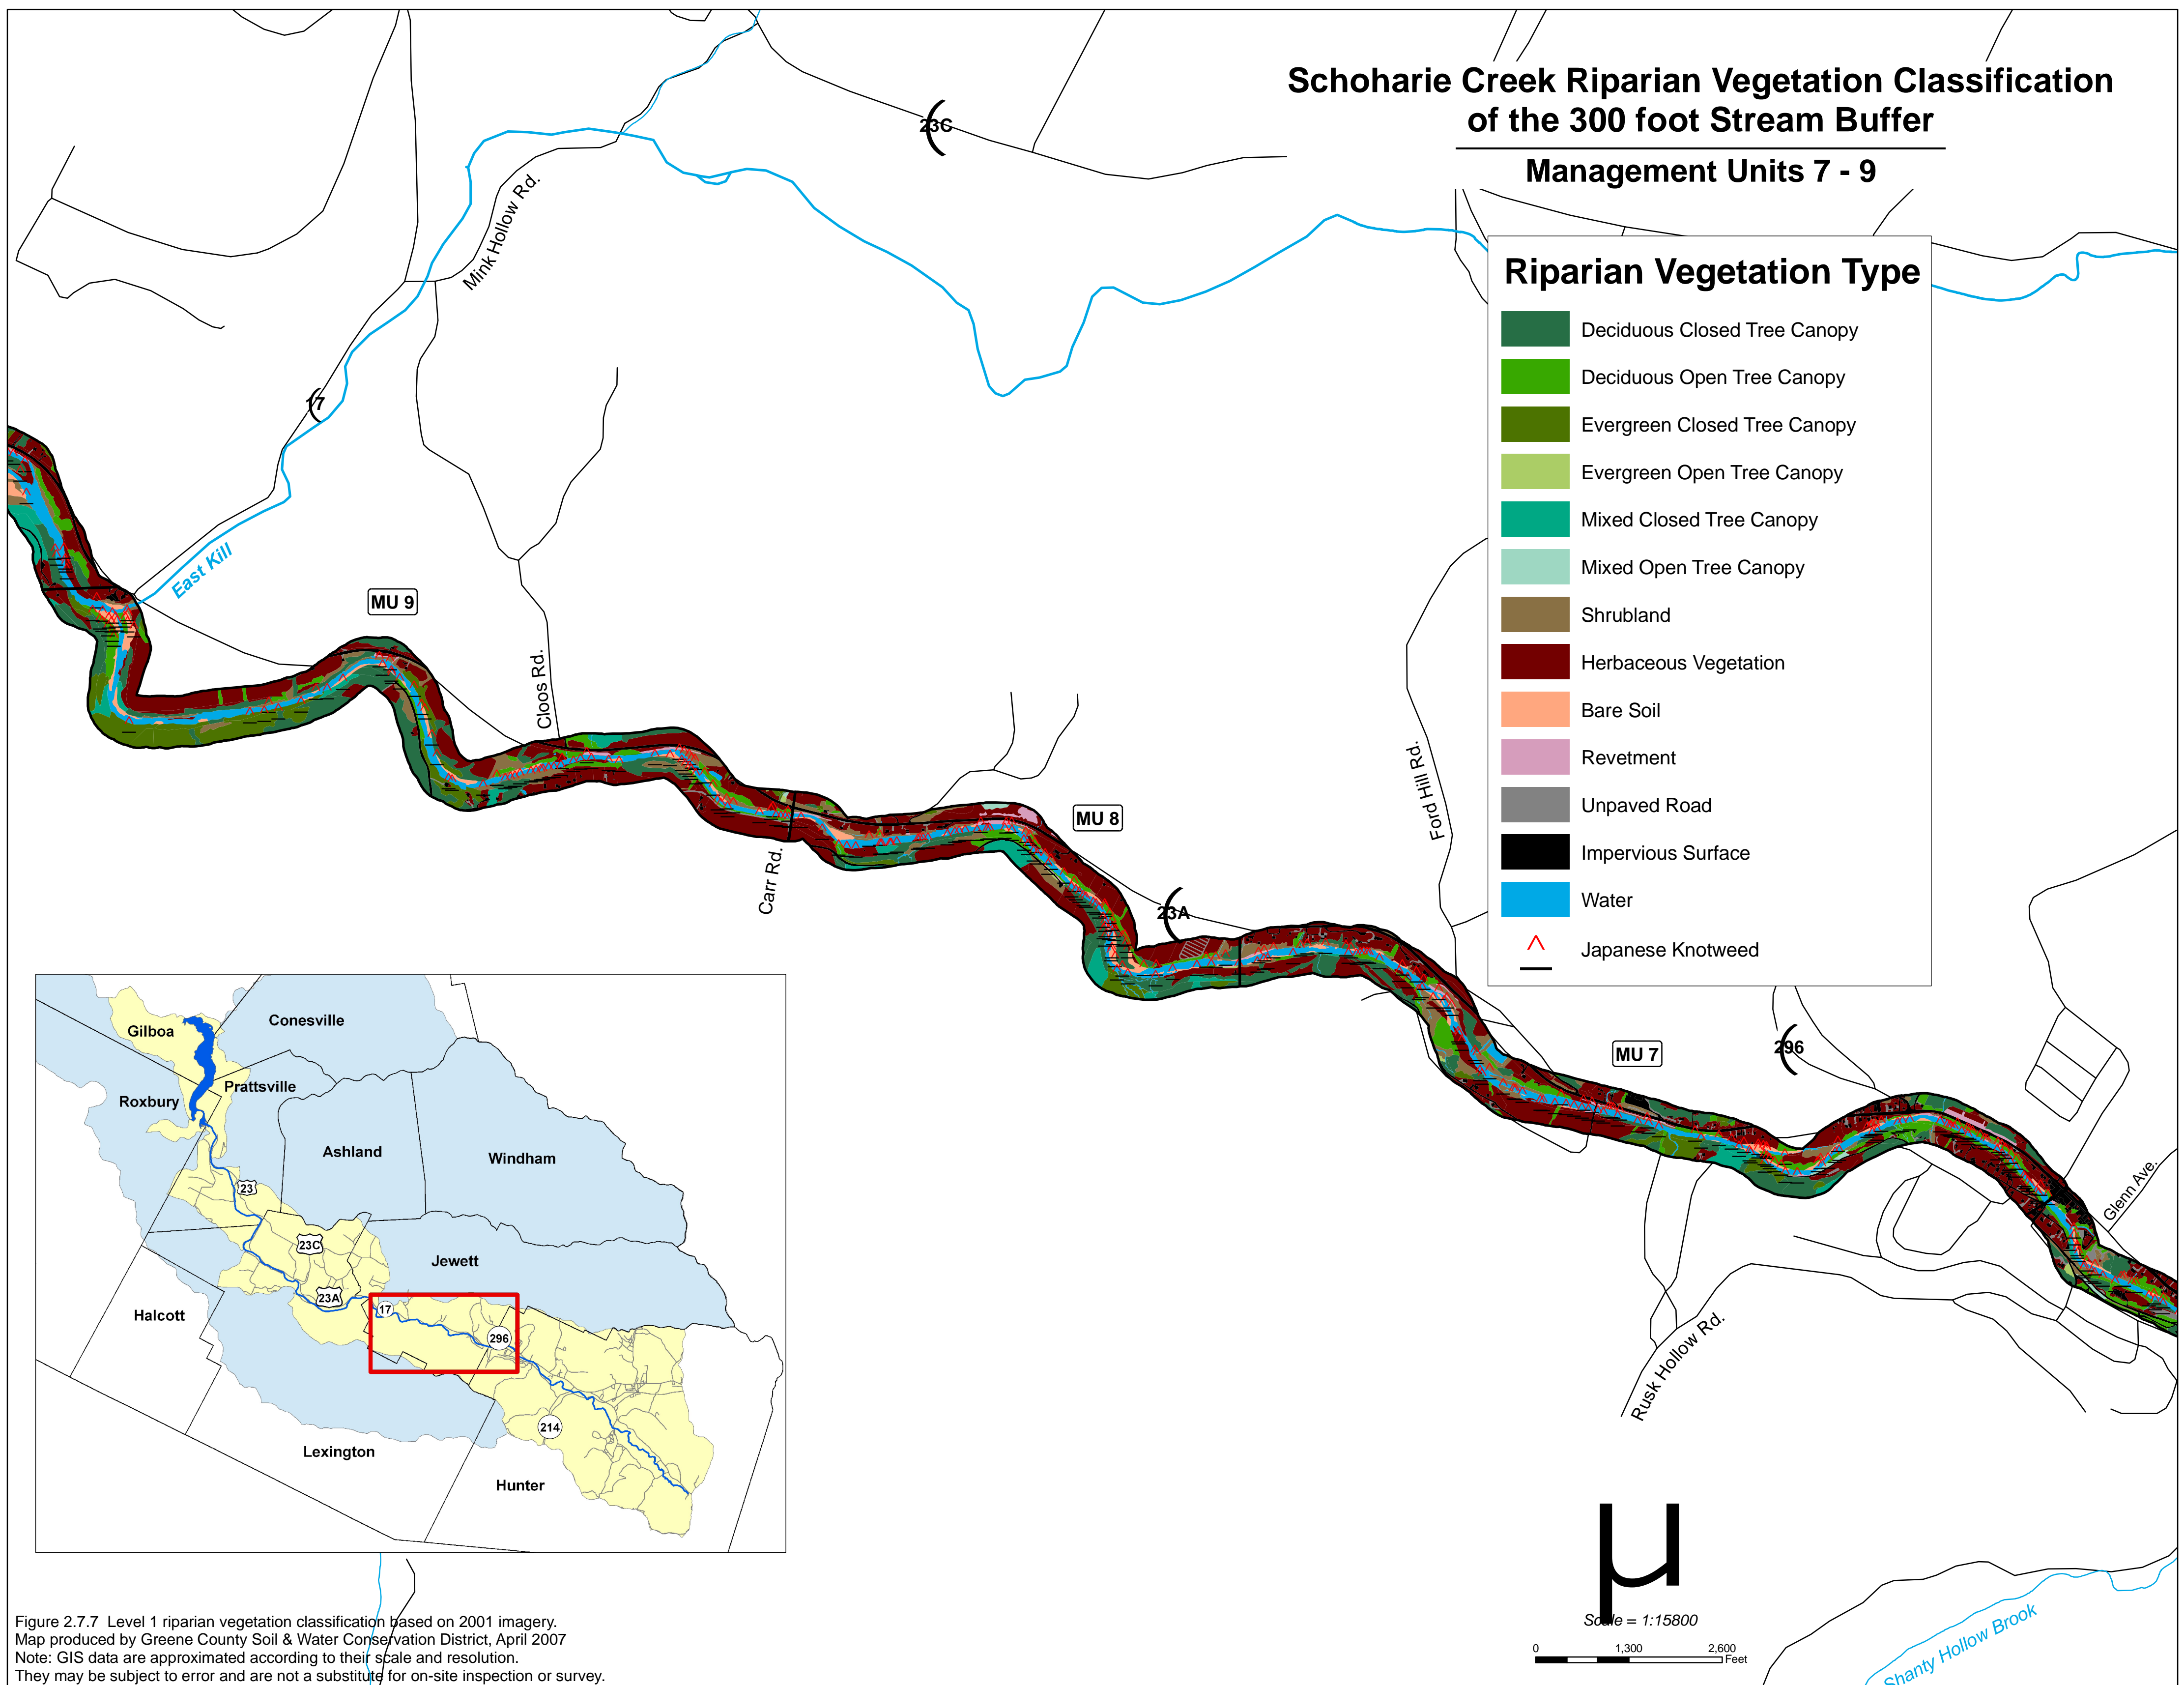 Schoharie Creek Riparian Vegetation Classification
of the 300 foot Stream Buffer
Management Units 7 - 9
23C
Mink Hollow Rd.
17
East Kill
MU 9
Cloos Rd.
Carr Rd.
MU 8
23A
Ford Hill Rd.
MU 7
296
Glenn Ave.
Rusk Hollow Rd.
Shanty Hollow Brook
Riparian Vegetation Type
Deciduous Closed Tree Canopy
Deciduous Open Tree Canopy
Evergreen Closed Tree Canopy
Evergreen Open Tree Canopy
Mixed Closed Tree Canopy
Mixed Open Tree Canopy
Shrubland
Herbaceous Vegetation
Bare Soil
Revetment
Unpaved Road
Impervious Surface
Water
Japanese Knotweed
Gilboa
Conesville
Prattsville
Roxbury
Ashland
Windham
23
23C
Jewett
23A
17
Halcott
296
214
Lexington
Hunter
µ
Scale = 1:15800
0 1,300 2,600
Feet
Figure 2.7.7 Level 1 riparian vegetation classification based on 2001 imagery.
Map produced by Greene County Soil & Water Conservation District, April 2007
Note: GIS data are approximated according to their scale and resolution.
They may be subject to error and are not a substitute for on-site inspection or survey.